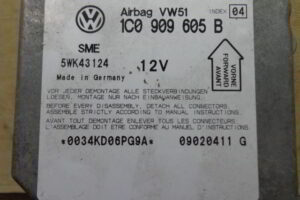 Airbag VW51 INDEX 04
1C0 909 605 B
SME
5WK43124 12V
Made in Germany
VORNE
FORWARD
AVANT
VOR JEDER DEMONTAGE ALLE STECKVERBINDUNGEN
LOESEN, MONTAGE NUR NACH EINBAUANWEISUNG.
BEFORE EVERY DISASSEMBLY, DETACH ALL CONNECTORS
ASSEMBLE STRICTLY ACCORDING TO MANUAL INSTRUCTIONS.
AVANT TOUT DEMONTAGE ENLEVER TOUS LES CONNECTEURS.
L'ASSEMBLAGE DOIT ETRE CONFORME AU MANUEL D'INSTRUCTIONS.
*0034KD06PG9A* 09020411 G